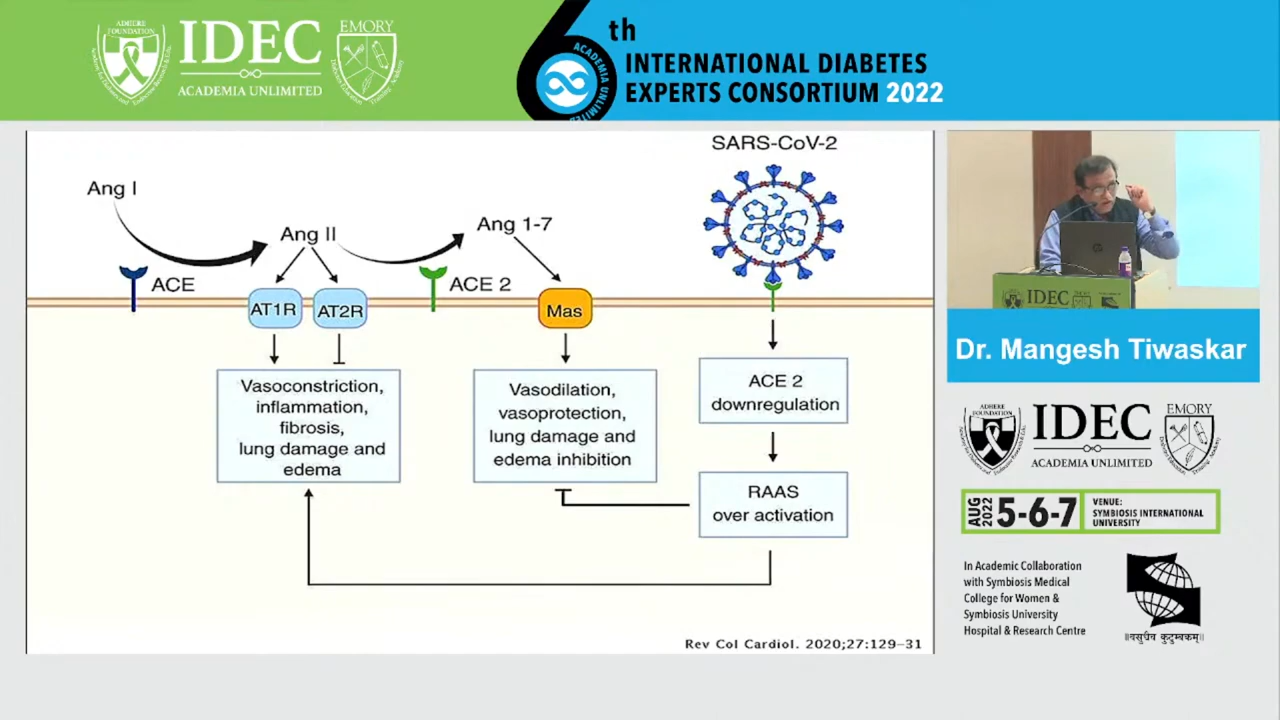 ADHERE
FOUNDATION
IDEC
ACADEMIA UNLIMITED
EMORY
6th
ACADEMIA UNLIMITED
INTERNATIONAL DIABETES
EXPERTS CONSORTIUM 2022
SARS-CoV-2
Ang I
Ang II
Ang 1-7
ACE
AT1R
AT2R
ACE 2
Mas
Vasoconstriction,
inflammation,
fibrosis,
lung damage and
edema
Vasodilation,
vasoprotection,
lung damage and
edema inhibition
ACE 2
downregulation
RAAS
over activation
Rev Col Cardiol. 2020;27:129–31
IDEC
Dr. Mangesh Tiwaskar
ADHERE
FOUNDATION
IDEC
ACADEMIA UNLIMITED
EMORY
AUG
2022
5-6-7
VENUE:
SYMBIOSIS INTERNATIONAL
UNIVERSITY
In Academic Collaboration
with Symbiosis Medical
College for Women &
Symbiosis University
Hospital & Research Centre
॥वसुधैव कुटुम्बकम्॥